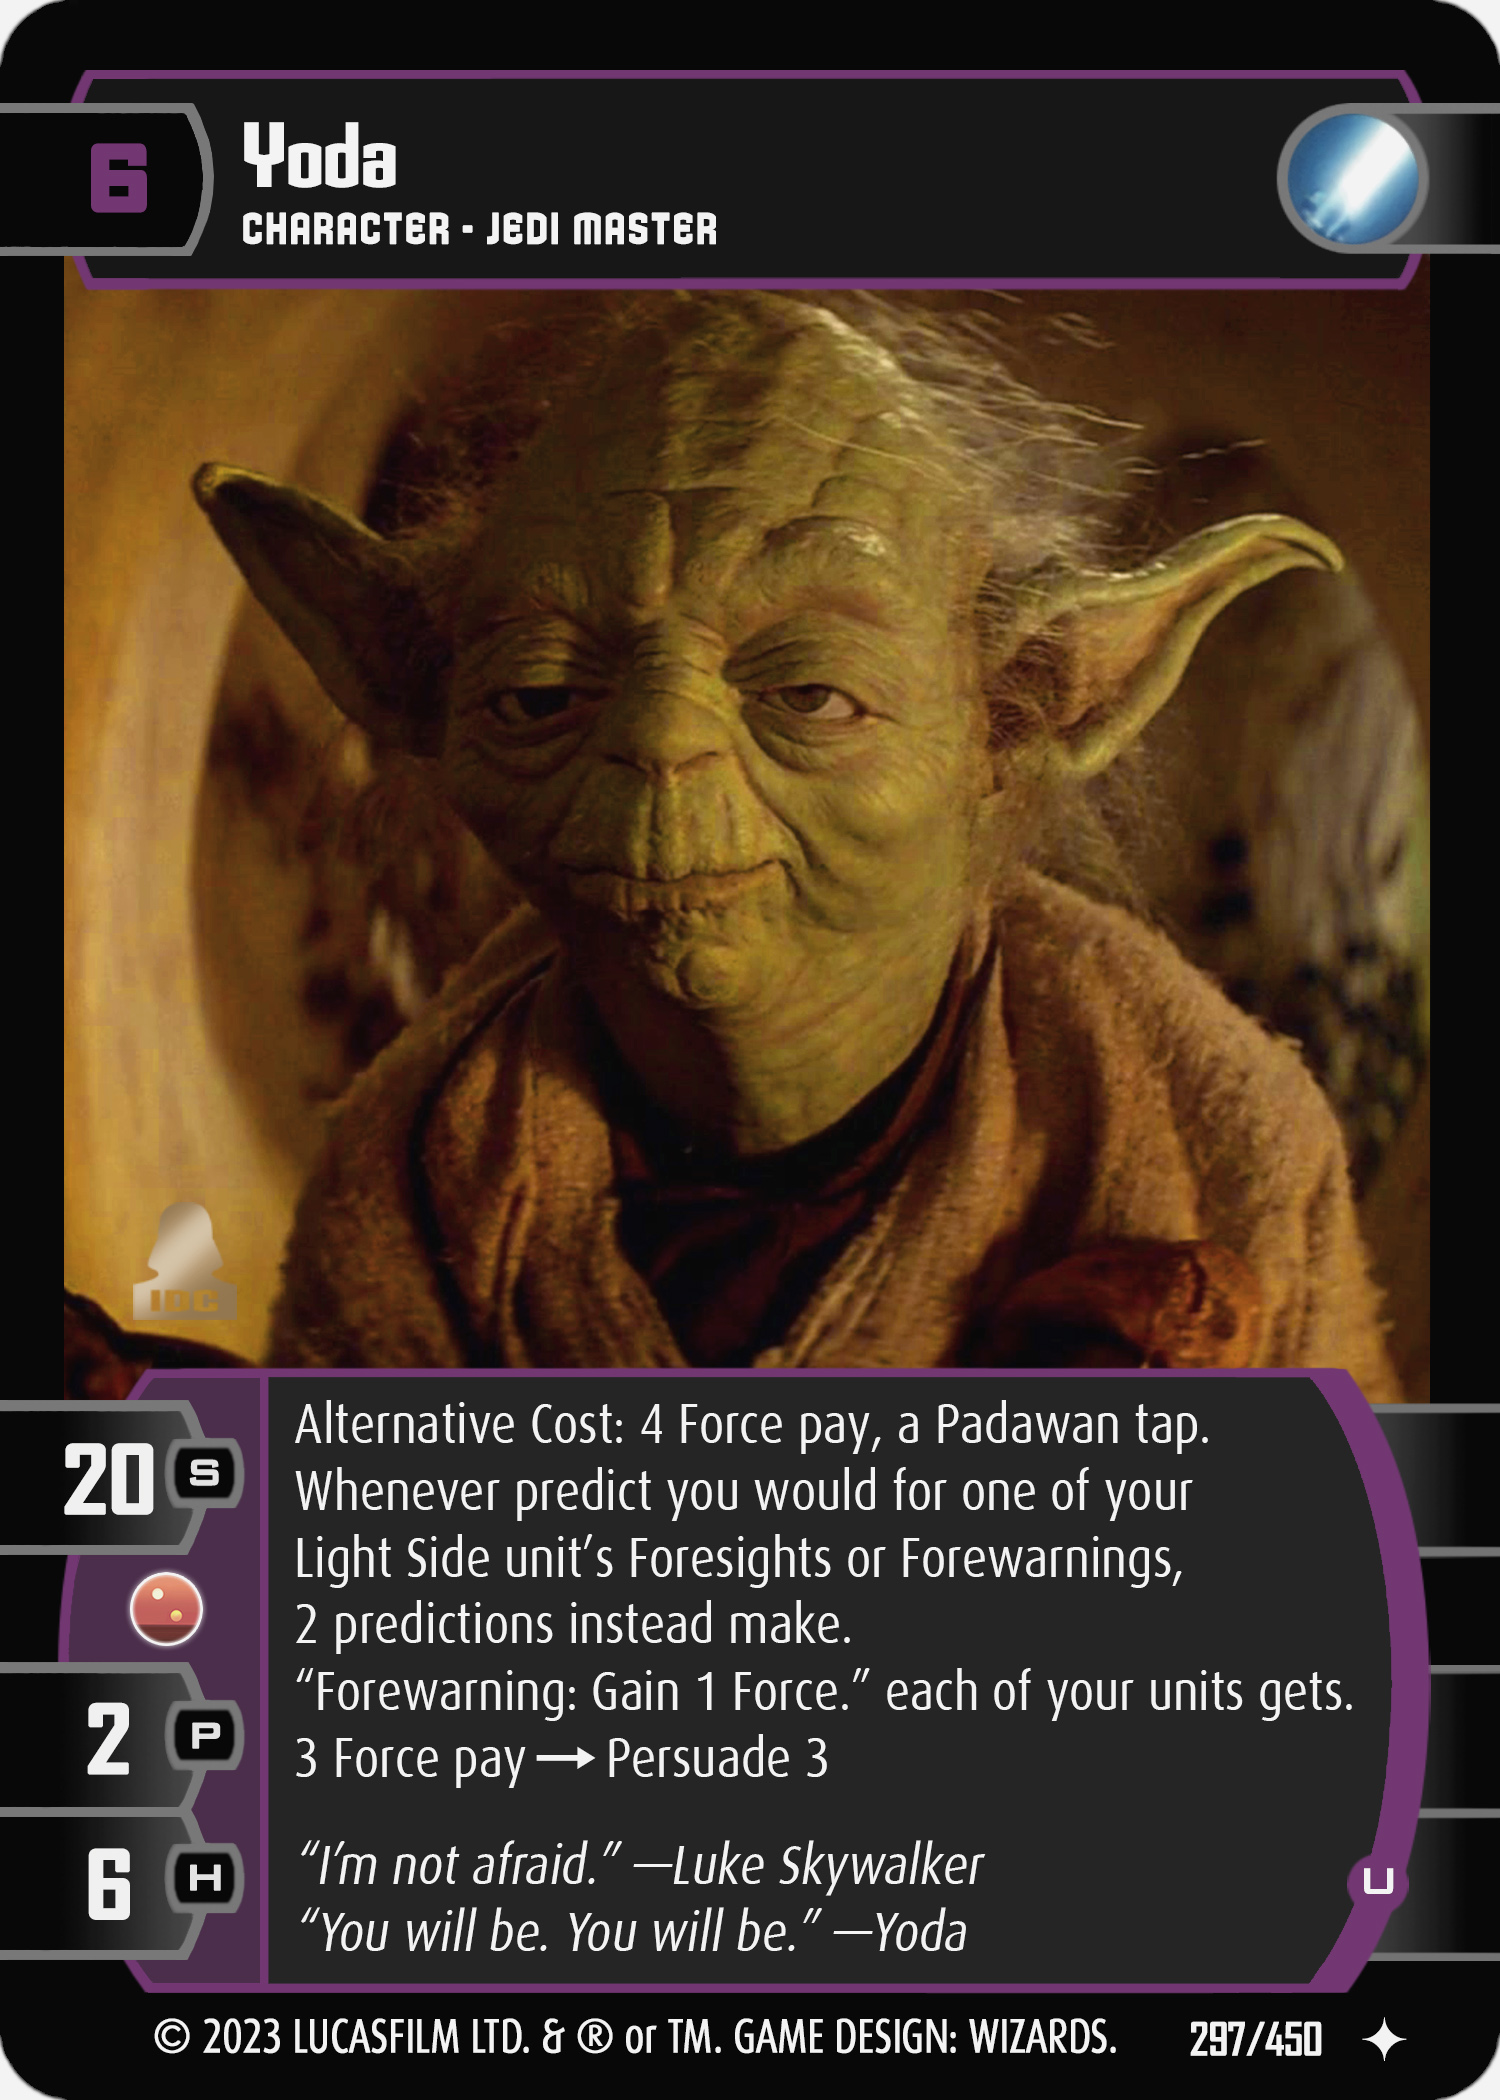 6
Yoda
CHARACTER - JEDI MASTER
IDC
20 S
2 P
6 H
Alternative Cost: 4 Force pay, a Padawan tap.
Whenever predict you would for one of your
Light Side unit’s Foresights or Forewarnings,
2 predictions instead make.
“Forewarning: Gain 1 Force.” each of your units gets.
3 Force pay → Persuade 3
“I’m not afraid.” —Luke Skywalker
“You will be. You will be.” —Yoda
U
© 2023 LUCASFILM LTD. & ® or TM. GAME DESIGN: WIZARDS.
297/450